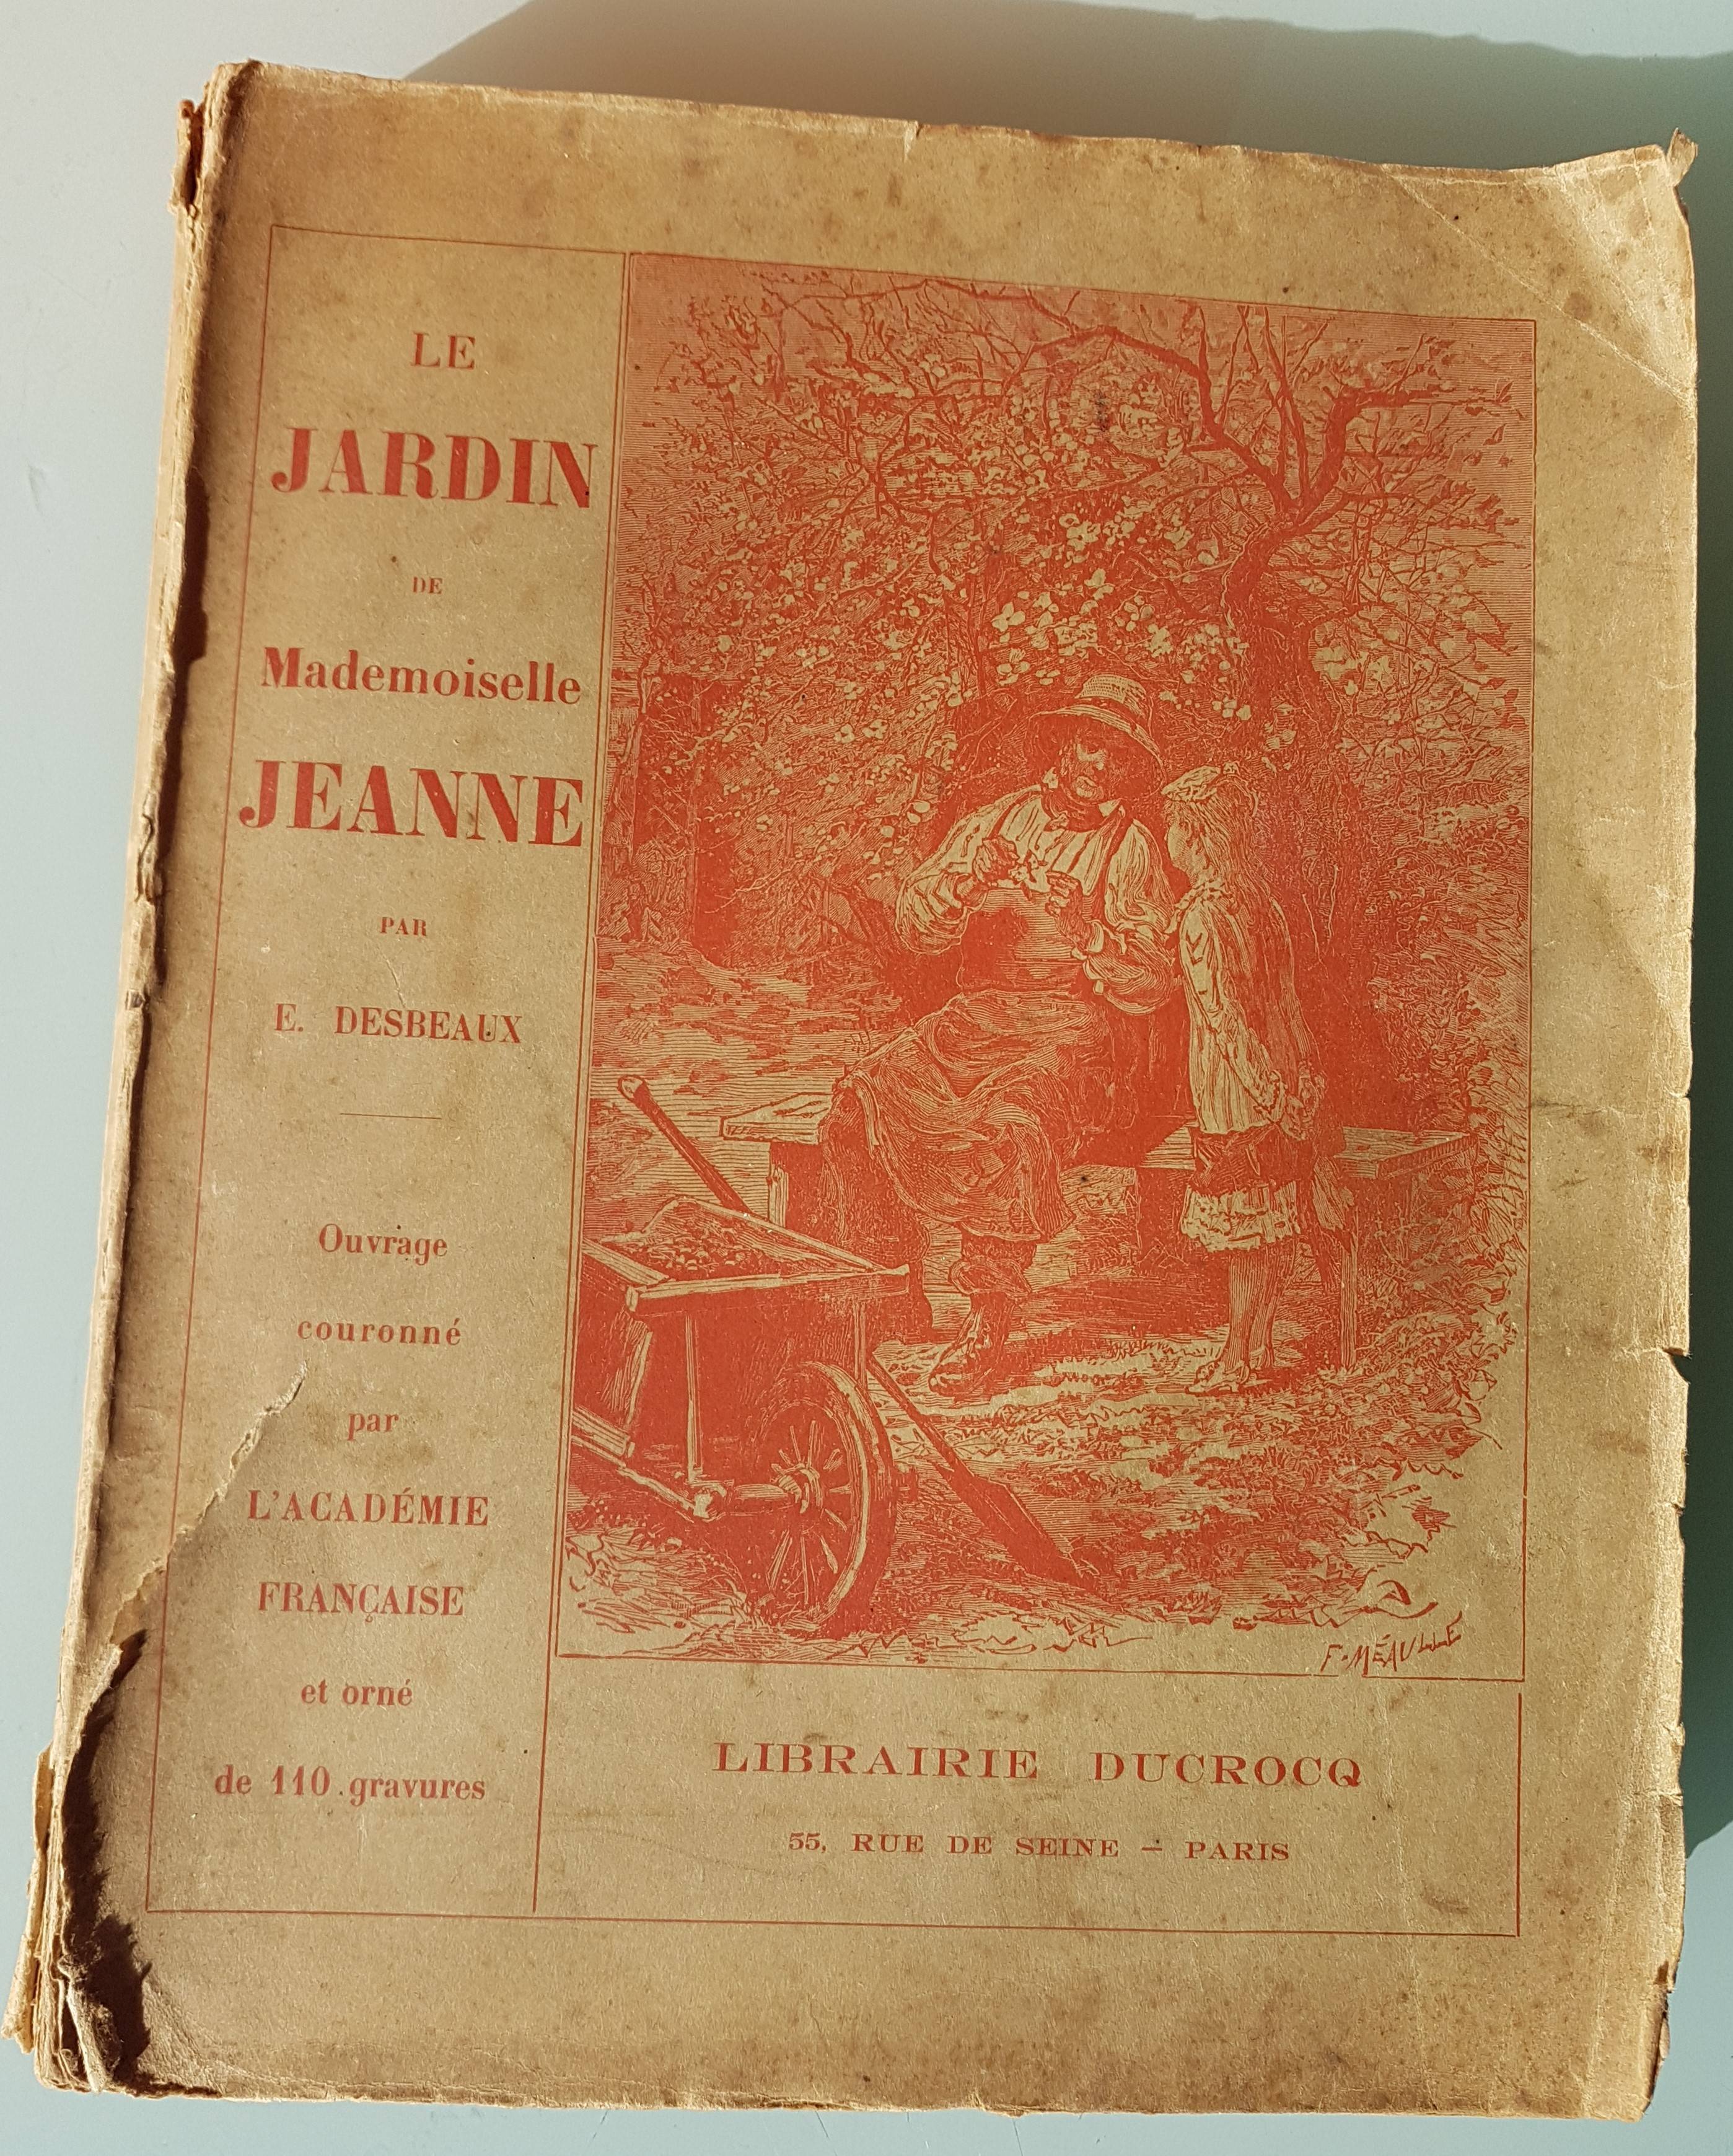 LE
JARDIN
DE
Mademoiselle
JEANNE
PAR
E. DESBEAUX
Ouvrage
couronné
par
L'ACADÉMIE
FRANÇAISE
et orné
de 110 gravures
F. MÉAULLE
LIBRAIRIE DUCROCQ
55, RUE DE SEINE – PARIS